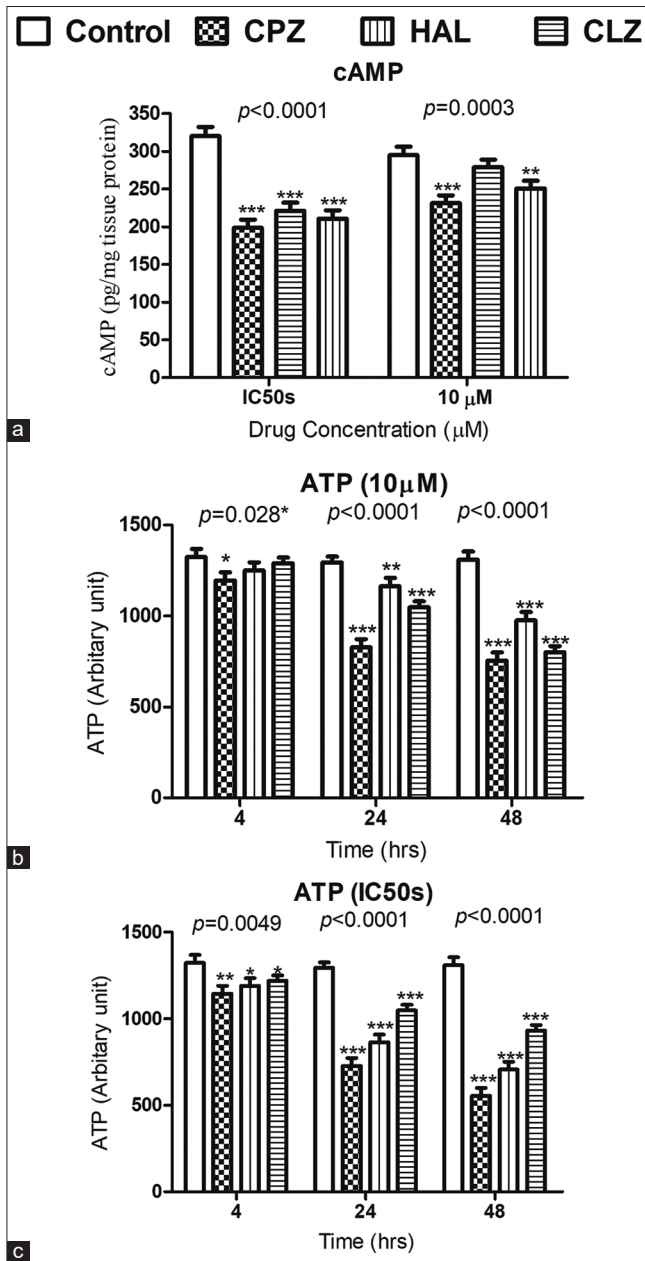 Control CPZ HAL CLZ
cAMP
p<0.0001 p=0.0003
350
300
250
200
150
100
50
0
cAMP (pg/mg tissue protein)
*** *** *** *** **
IC50s 10 μM
Drug Concentration (μM)
a
ATP (10μM)
p=0.028* p<0.0001 p<0.0001
1500
1000
500
0
ATP (Arbitary unit)
* *** ** *** *** *** ***
4 24 48
Time (hrs)
b
ATP (IC50s)
p=0.0049 p<0.0001 p<0.0001
1500
1000
500
0
ATP (Arbitary unit)
** * * *** *** *** *** *** ***
4 24 48
Time (hrs)
c